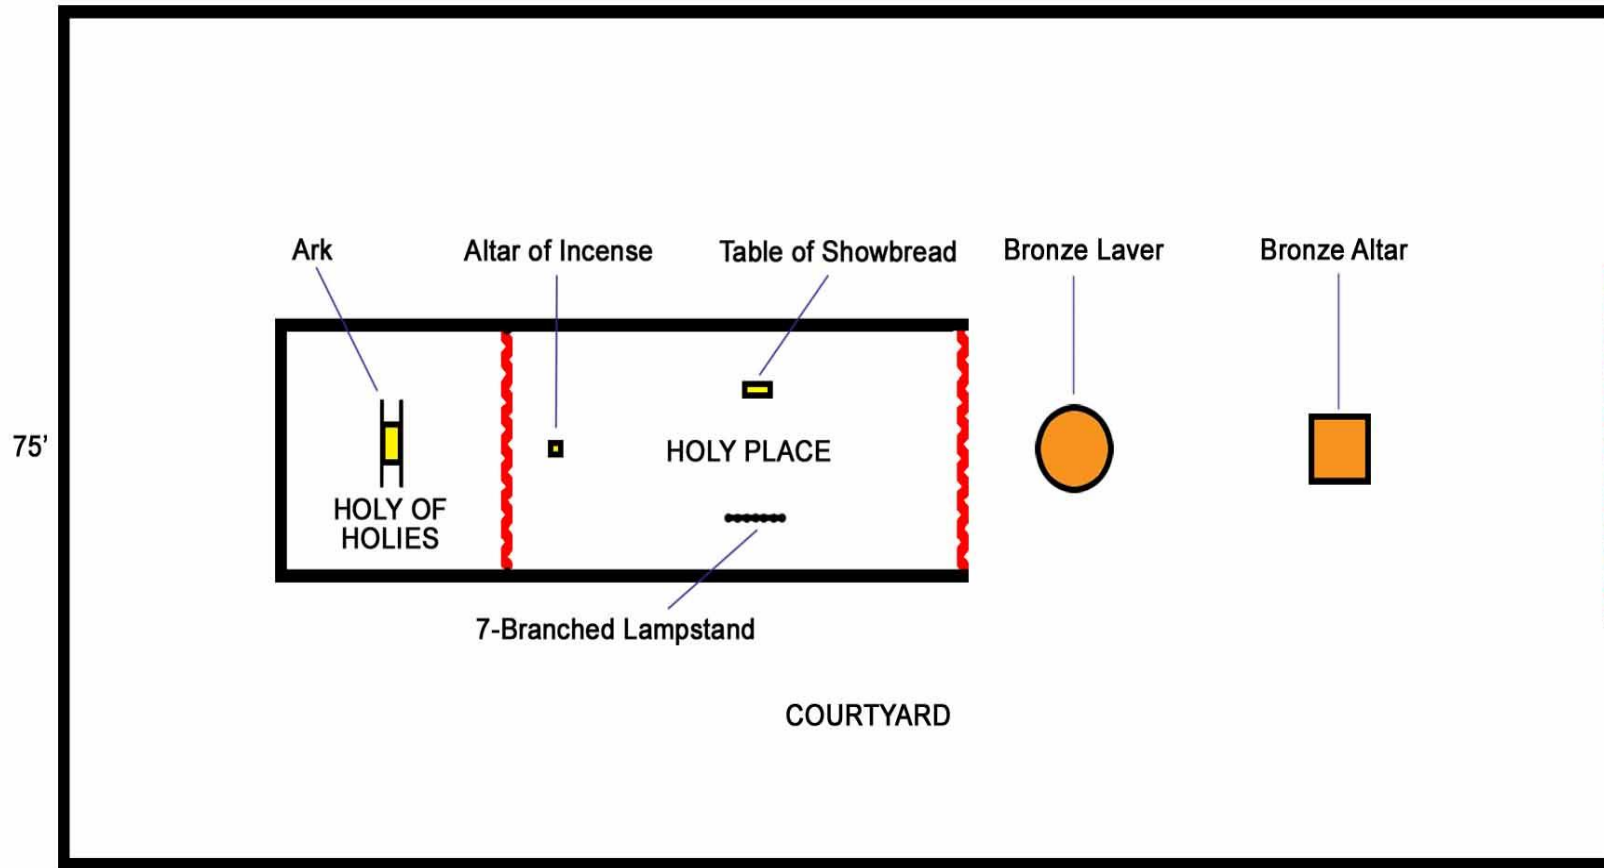 Ark
Altar of Incense
Table of Showbread
Bronze Laver
Bronze Altar
75’
HOLY PLACE
HOLY OF
HOLIES
7-Branched Lampstand
COURTYARD